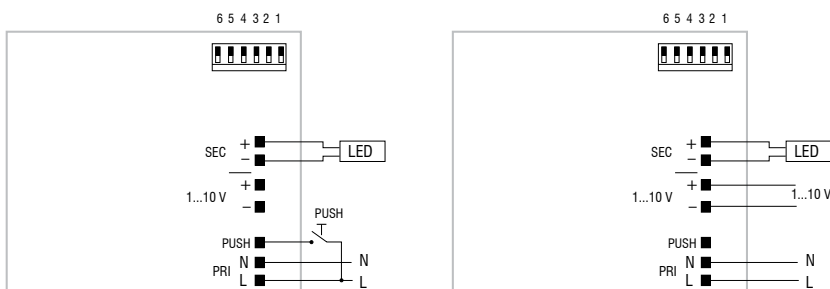 6 5 4 3 2 1
SEC + −
LED
1...10 V + −
PUSH
PUSH
PRI N L
N
L
6 5 4 3 2 1
SEC + −
LED
1...10 V + −
1...10 V
PUSH
PRI N L
N
L